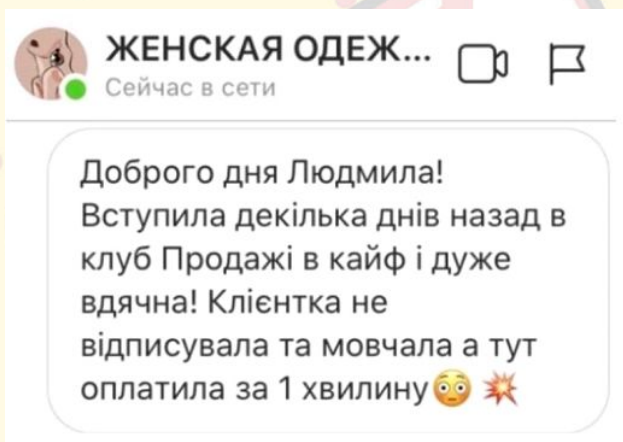 ЖЕНСКАЯ ОДЕЖ...
Сейчас в сети
Доброго дня Людмила!
Вступила декілька днів назад в
клуб Продажі в кайф і дуже
вдячна! Клієнтка не
відписувала та мовчала а тут
оплатила за 1 хвилину😳 💥